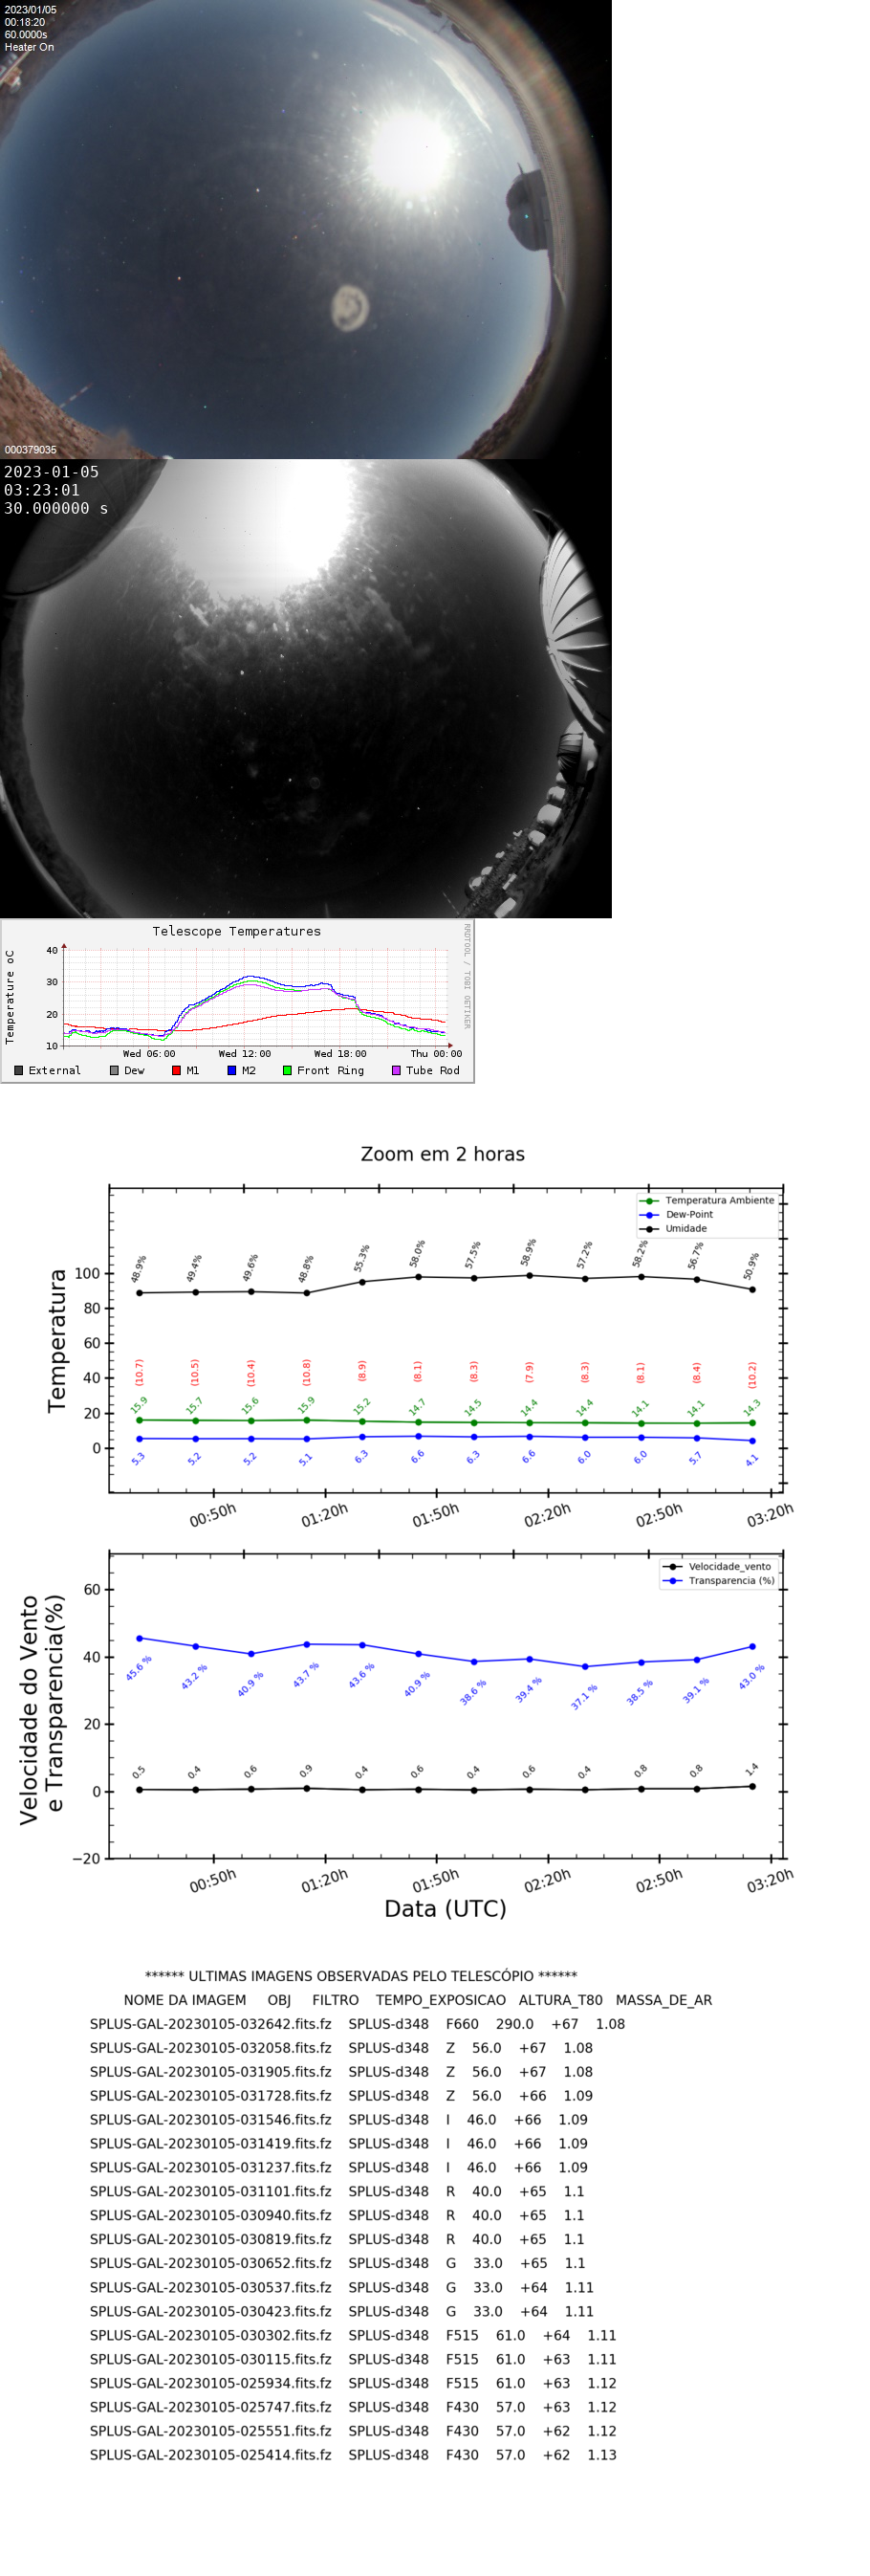 2023/01/05
00:18:20
60.0000s
Heater On
000379035
2023-01-05
03:23:01
30.000000 s
Telescope Temperatures
RRDTOOL / TOBI OETIKER
Temperature oC
40
30
20
10
Wed 06:00 Wed 12:00 Wed 18:00 Thu 00:00
External Dew M1 M2 Front Ring Tube Rod
Zoom em 2 horas
Temperatura Ambiente
Dew-Point
Umidade
Temperatura
100
80
60
40
20
0
48.9% 49.4% 49.6% 48.8% 55.3% 58.0% 57.5% 58.9% 57.2% 58.2% 56.7% 50.9%
(10.7) (10.5) (10.4) (10.8) (8.9) (8.1) (8.3) (7.9) (8.3) (8.1) (8.4) (10.2)
15.9 15.7 15.6 15.9 15.2 14.7 14.5 14.4 14.4 14.1 14.1 14.3
5.3 5.2 5.2 5.1 6.3 6.6 6.3 6.6 6.0 6.0 5.7 4.1
00:50h 01:20h 01:50h 02:20h 02:50h 03:20h
Velocidade_vento
Transparencia (%)
Velocidade do Vento
e Transparencia(%)
60
40
20
0
−20
45.6 % 43.2 % 40.9 % 43.7 % 43.6 % 40.9 % 38.6 % 39.4 % 37.1 % 38.5 % 39.1 % 43.0 %
0.5 0.4 0.6 0.9 0.4 0.6 0.4 0.6 0.4 0.8 0.8 1.4
00:50h 01:20h 01:50h 02:20h 02:50h 03:20h
Data (UTC)
****** ULTIMAS IMAGENS OBSERVADAS PELO TELESCÓPIO ******
NOME DA IMAGEM OBJ FILTRO TEMPO_EXPOSICAO ALTURA_T80 MASSA_DE_AR
SPLUS-GAL-20230105-032642.fits.fz SPLUS-d348 F660 290.0 +67 1.08
SPLUS-GAL-20230105-032058.fits.fz SPLUS-d348 Z 56.0 +67 1.08
SPLUS-GAL-20230105-031905.fits.fz SPLUS-d348 Z 56.0 +67 1.08
SPLUS-GAL-20230105-031728.fits.fz SPLUS-d348 Z 56.0 +66 1.09
SPLUS-GAL-20230105-031546.fits.fz SPLUS-d348 I 46.0 +66 1.09
SPLUS-GAL-20230105-031419.fits.fz SPLUS-d348 I 46.0 +66 1.09
SPLUS-GAL-20230105-031237.fits.fz SPLUS-d348 I 46.0 +66 1.09
SPLUS-GAL-20230105-031101.fits.fz SPLUS-d348 R 40.0 +65 1.1
SPLUS-GAL-20230105-030940.fits.fz SPLUS-d348 R 40.0 +65 1.1
SPLUS-GAL-20230105-030819.fits.fz SPLUS-d348 R 40.0 +65 1.1
SPLUS-GAL-20230105-030652.fits.fz SPLUS-d348 G 33.0 +65 1.1
SPLUS-GAL-20230105-030537.fits.fz SPLUS-d348 G 33.0 +64 1.11
SPLUS-GAL-20230105-030423.fits.fz SPLUS-d348 G 33.0 +64 1.11
SPLUS-GAL-20230105-030302.fits.fz SPLUS-d348 F515 61.0 +64 1.11
SPLUS-GAL-20230105-030115.fits.fz SPLUS-d348 F515 61.0 +63 1.11
SPLUS-GAL-20230105-025934.fits.fz SPLUS-d348 F515 61.0 +63 1.12
SPLUS-GAL-20230105-025747.fits.fz SPLUS-d348 F430 57.0 +63 1.12
SPLUS-GAL-20230105-025551.fits.fz SPLUS-d348 F430 57.0 +62 1.12
SPLUS-GAL-20230105-025414.fits.fz SPLUS-d348 F430 57.0 +62 1.13